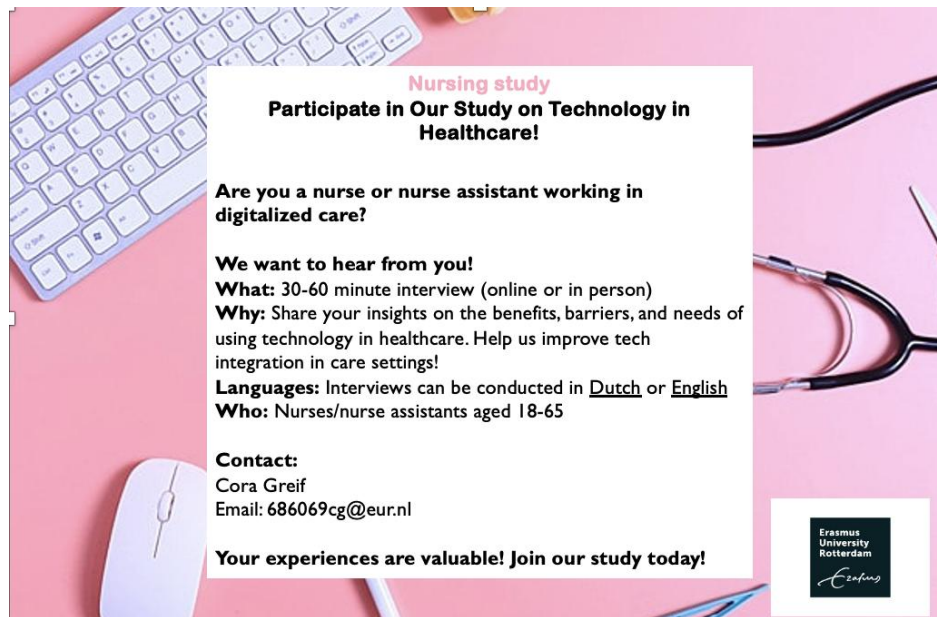 Nursing study
Participate in Our Study on Technology in
Healthcare!
Are you a nurse or nurse assistant working in
digitalized care?
We want to hear from you!
What: 30-60 minute interview (online or in person)
Why: Share your insights on the benefits, barriers, and needs of
using technology in healthcare. Help us improve tech
integration in care settings!
Languages: Interviews can be conducted in Dutch or English
Who: Nurses/nurse assistants aged 18-65
Contact:
Cora Greif
Email: 686069cg@eur.nl
Your experiences are valuable! Join our study today!
Erasmus
University
Rotterdam
Erasmus